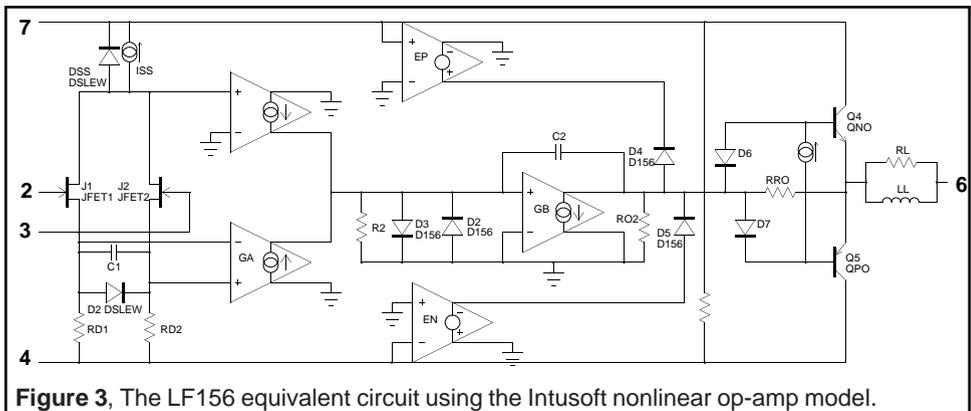 7
DSS
DSLEW
ISS
EP
Q4
QNO
C2
D4
D156
D6
RL
2
J1
JFET1
J2
JFET2
RRO
6
LL
3
R2
D3
D156
D2
D156
GB
RO2
D5
D156
D7
C1
GA
Q5
QPO
D2 DSLEW
RD1
RD2
EN
4
Figure 3, The LF156 equivalent circuit using the Intusoft nonlinear op-amp model.